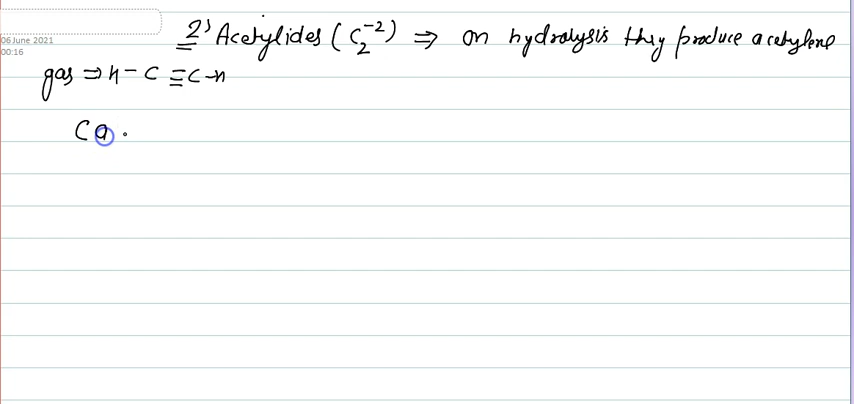 2) Acetylides (C₂⁻²) ⇒ on hydrolysis they produce acetylene
06 June 2021
00:16
gas ⇒ H - C ≡ C - H
Ca.